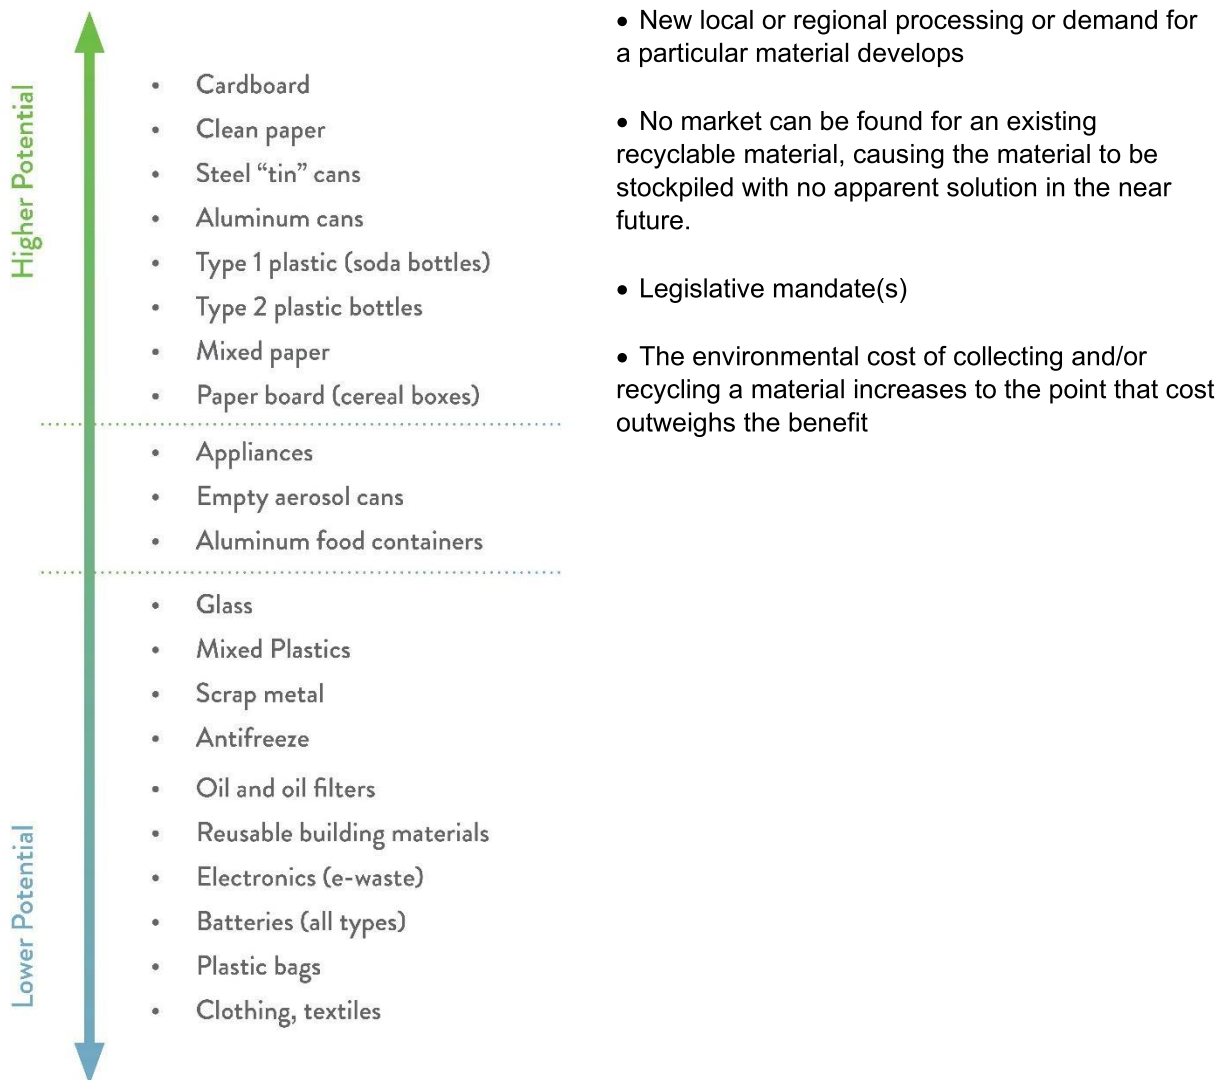 Higher Potential
• Cardboard
• Clean paper
• Steel “tin” cans
• Aluminum cans
• Type 1 plastic (soda bottles)
• Type 2 plastic bottles
• Mixed paper
• Paper board (cereal boxes)
• Appliances
• Empty aerosol cans
• Aluminum food containers
• Glass
• Mixed Plastics
• Scrap metal
• Antifreeze
• Oil and oil filters
• Reusable building materials
• Electronics (e-waste)
• Batteries (all types)
• Plastic bags
• Clothing, textiles
Lower Potential
• New local or regional processing or demand for
a particular material develops
• No market can be found for an existing
recyclable material, causing the material to be
stockpiled with no apparent solution in the near
future.
• Legislative mandate(s)
• The environmental cost of collecting and/or
recycling a material increases to the point that cost
outweighs the benefit